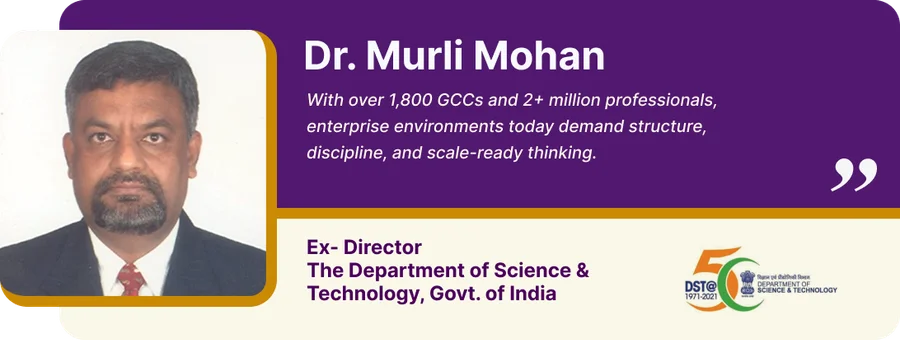 Dr. Murli Mohan
With over 1,800 GCCs and 2+ million professionals,
enterprise environments today demand structure,
discipline, and scale-ready thinking.
”
Ex- Director
The Department of Science &
Technology, Govt. of India
50
DST@
1971-2021
विज्ञान एवं प्रौद्योगिकी विभाग
DEPARTMENT OF
SCIENCE & TECHNOLOGY